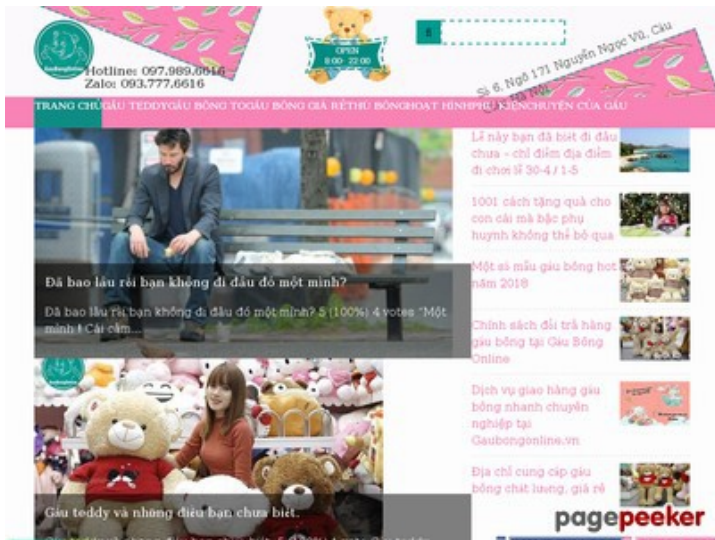 Hotline: 097.989.6616
Zalo: 093.777.6616
OPEN
8:00 22:00
Số 6, Ngõ 171 Nguyễn Ngọc Vũ, Cầu
TRANG CHỦ GẤU TEDDY GẤU BÔNG TO GẤU BÔNG GIÁ RẺ THÚ BÔNG HOẠT HÌNH PHỤ KIỆN CHUYỆN CỦA GẤU
Đã bao lâu rồi bạn không đi đâu đó một mình?
Đã bao lâu rồi bạn không đi đâu đó một mình? 5 (100%) 4 votes "Một
mình ! Cái cảm...
Gấu teddy và những điều bạn chưa biết.
Lễ này bạn đã biết đi đâu
chưa - chỉ điểm địa điểm
đi chơi lễ 30-4 / 1-5
1001 cách tặng quà cho
con cái mà bậc phụ
huynh không thể bỏ qua
Một số mẫu gấu bông hot
năm 2018
Chính sách đổi trả hàng
gấu bông tại Gấu Bông
Online
Dịch vụ giao hàng gấu
bông nhanh chuyên
nghiệp tại
Gaubongonline.vn
Địa chỉ cung cấp gấu
bông chất lượng, giá rẻ
pagepeeker